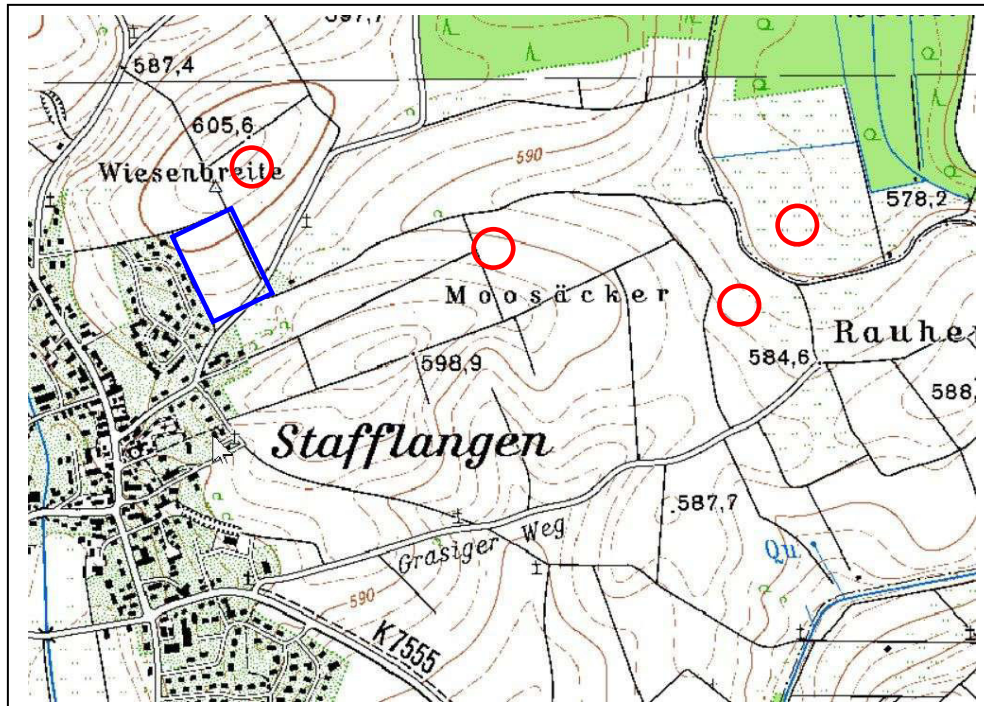 587,4
605,6
Wiesenbreite
590
578,2
Moosäcker
Rauhe
598,9
584,6
588,
Stafflangen
587,7
Grasiger Weg
Qu.
590
K 7555